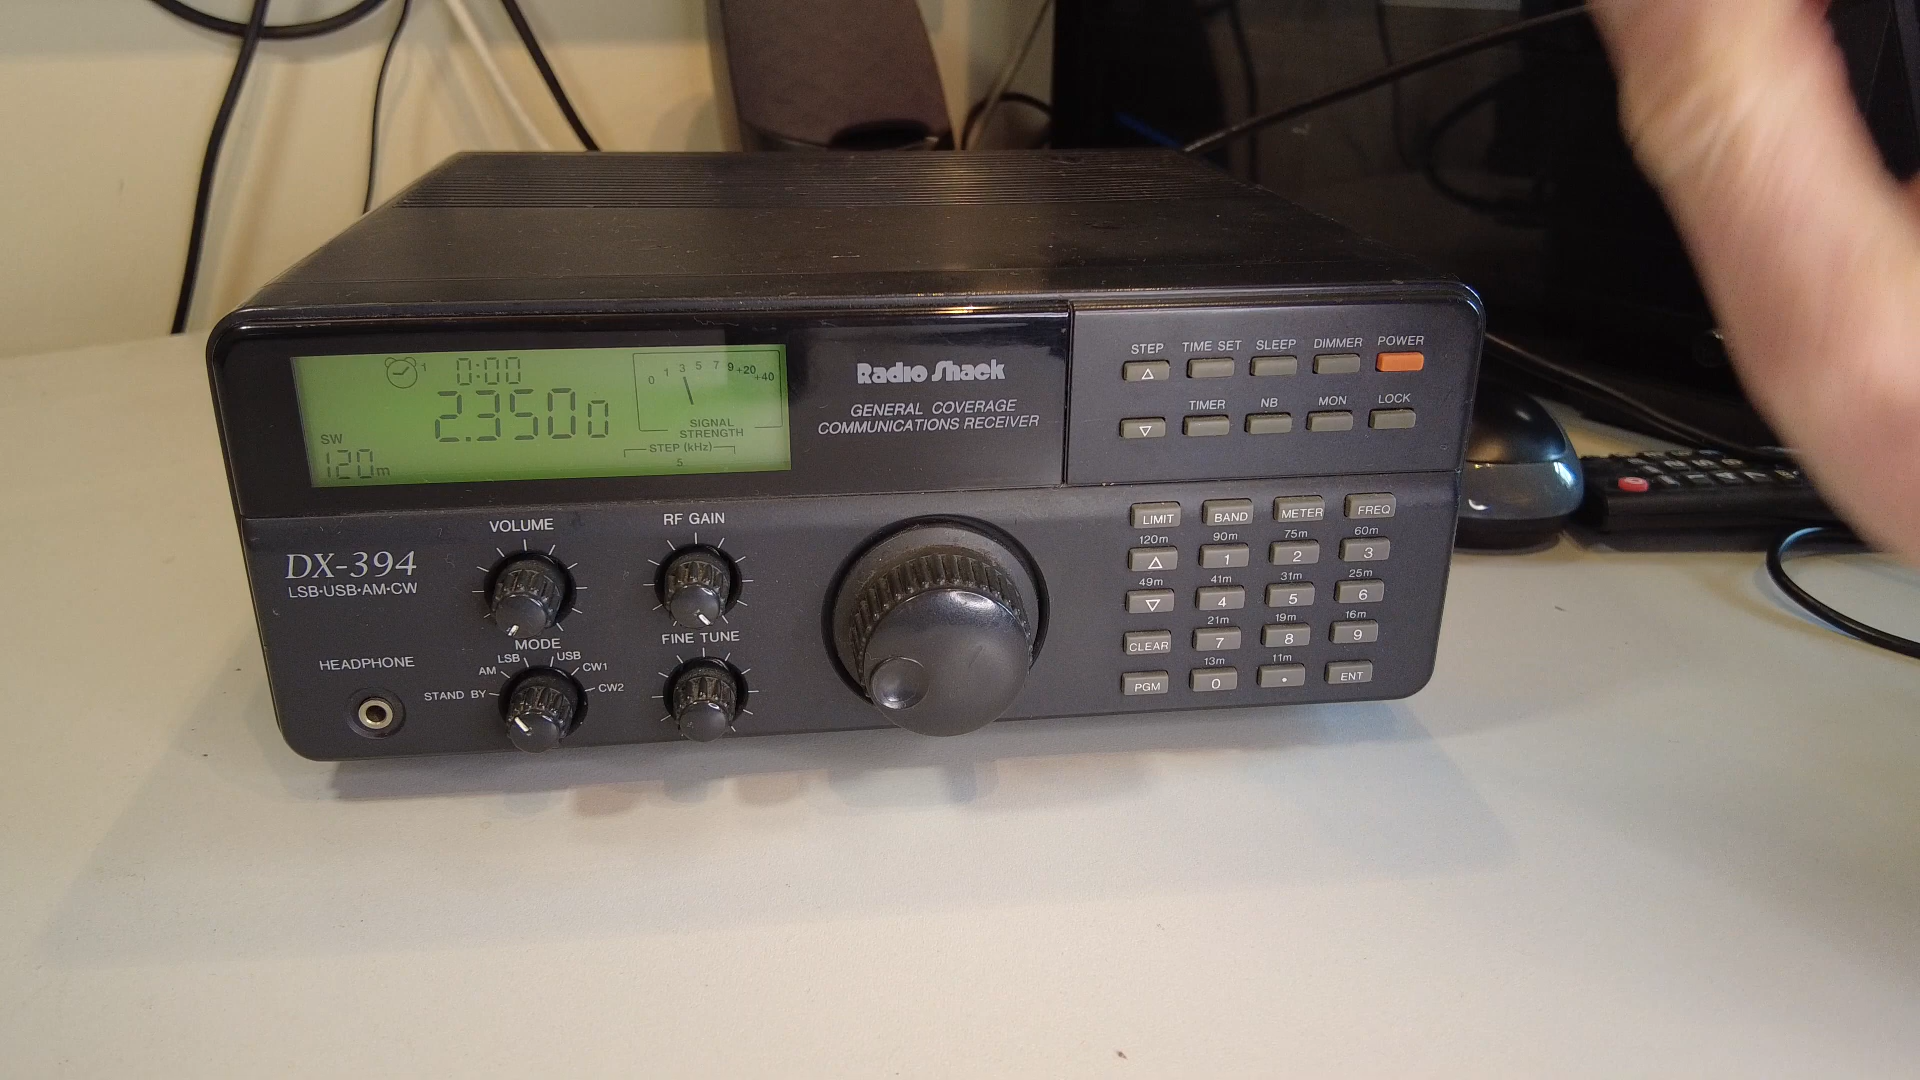 1 0:00
2.3500
SW
120m
0 1 3 5 7 9 +20 +40
SIGNAL
STRENGTH
STEP (kHz)
5
Radio Shack
GENERAL COVERAGE
COMMUNICATIONS RECEIVER
STEP TIME SET SLEEP DIMMER POWER
TIMER NB MON LOCK
DX-394
LSB·USB·AM·CW
HEADPHONE
VOLUME
RF GAIN
MODE
STAND BY AM LSB USB CW1 CW2
FINE TUNE
LIMIT BAND METER FREQ
120m 90m 75m 60m
1 2 3
49m 41m 31m 25m
4 5 6
21m 19m 16m
CLEAR 7 8 9
13m 11m
PGM 0 . ENT